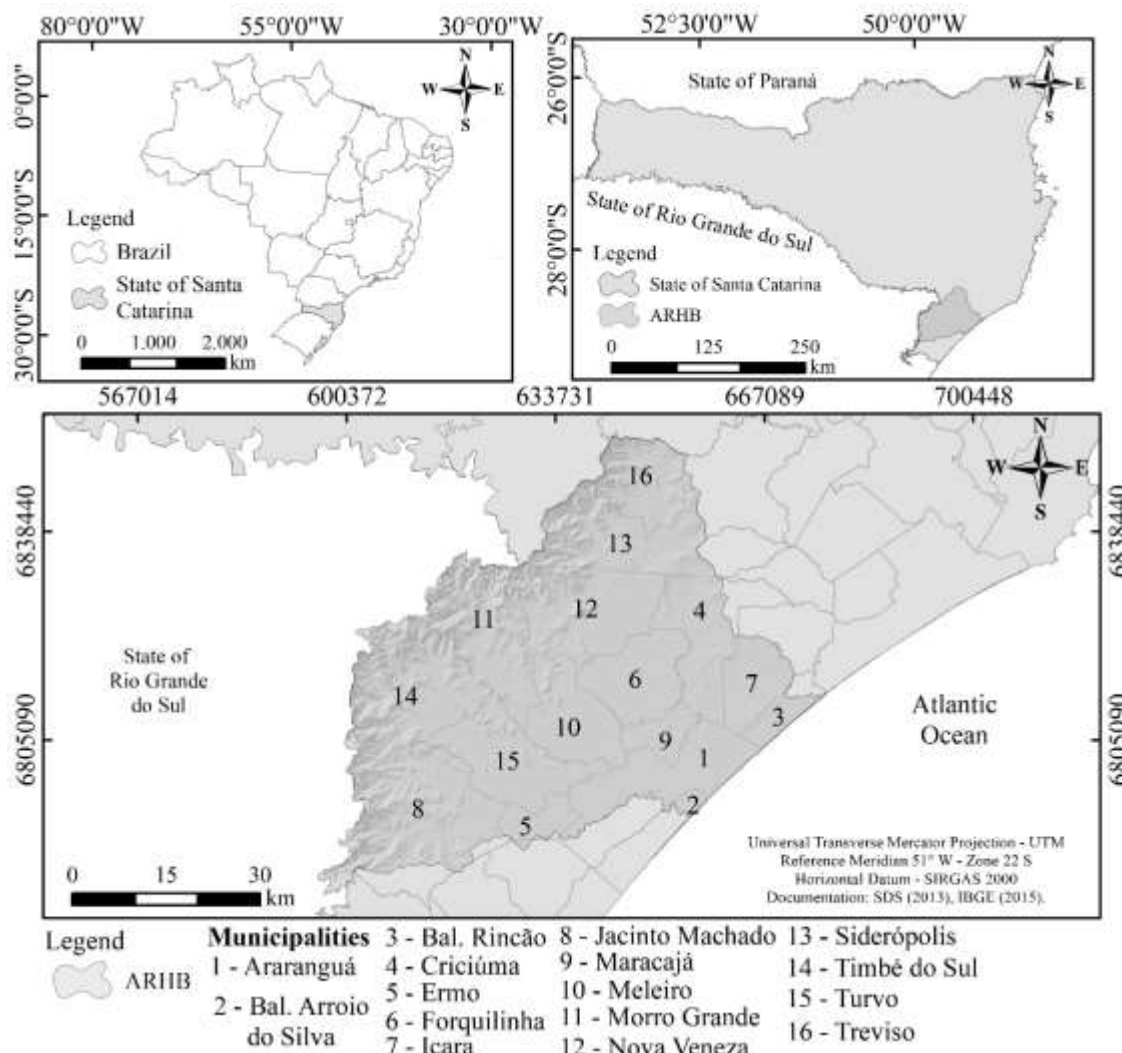 80°0'0"W 55°0'0"W 30°0'0"W
0°0'0"
15°0'0"S
30°0'0"S
N
W E
S
Legend
Brazil
State of Santa
Catarina
0 1.000 2.000
km
52°30'0"W 50°0'0"W
26°0'0"S
28°0'0"S
N
W E
S
State of Paraná
State of Rio Grande do Sul
Legend
State of Santa Catarina
ARHB
0 125 250
km
567014 600372 633731 667089 700448
6838440 6838440
6805090 6805090
N
W E
S
16
13
11 12 4
14 6 7
10 9 3
15 1
8 5 2
State of
Rio Grande
do Sul
Atlantic
Ocean
0 15 30
km
Universal Transverse Mercator Projection - UTM
Reference Meridian 51° W - Zone 22 S
Horizontal Datum - SIRGAS 2000
Documentation: SDS (2013), IBGE (2015).
Legend
ARHB
Municipalities
1 - Araranguá
2 - Bal. Arroio
do Silva
3 - Bal. Rincão
4 - Criciúma
5 - Ermo
6 - Forquilinha
7 - Içara
8 - Jacinto Machado
9 - Maracajá
10 - Meleiro
11 - Morro Grande
12 - Nova Veneza
13 - Siderópolis
14 - Timbé do Sul
15 - Turvo
16 - Treviso